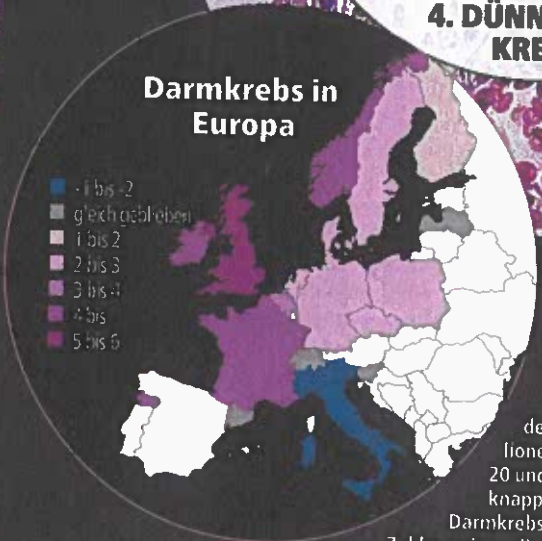 4. DÜNN
KRE
Darmkrebs in
Europa
-1 bis -2
gleich geblieben
1 bis 2
2 bis 3
3 bis 4
4 bis
5 bis 6
de
lione
20 und
knapp
Darmkrebs